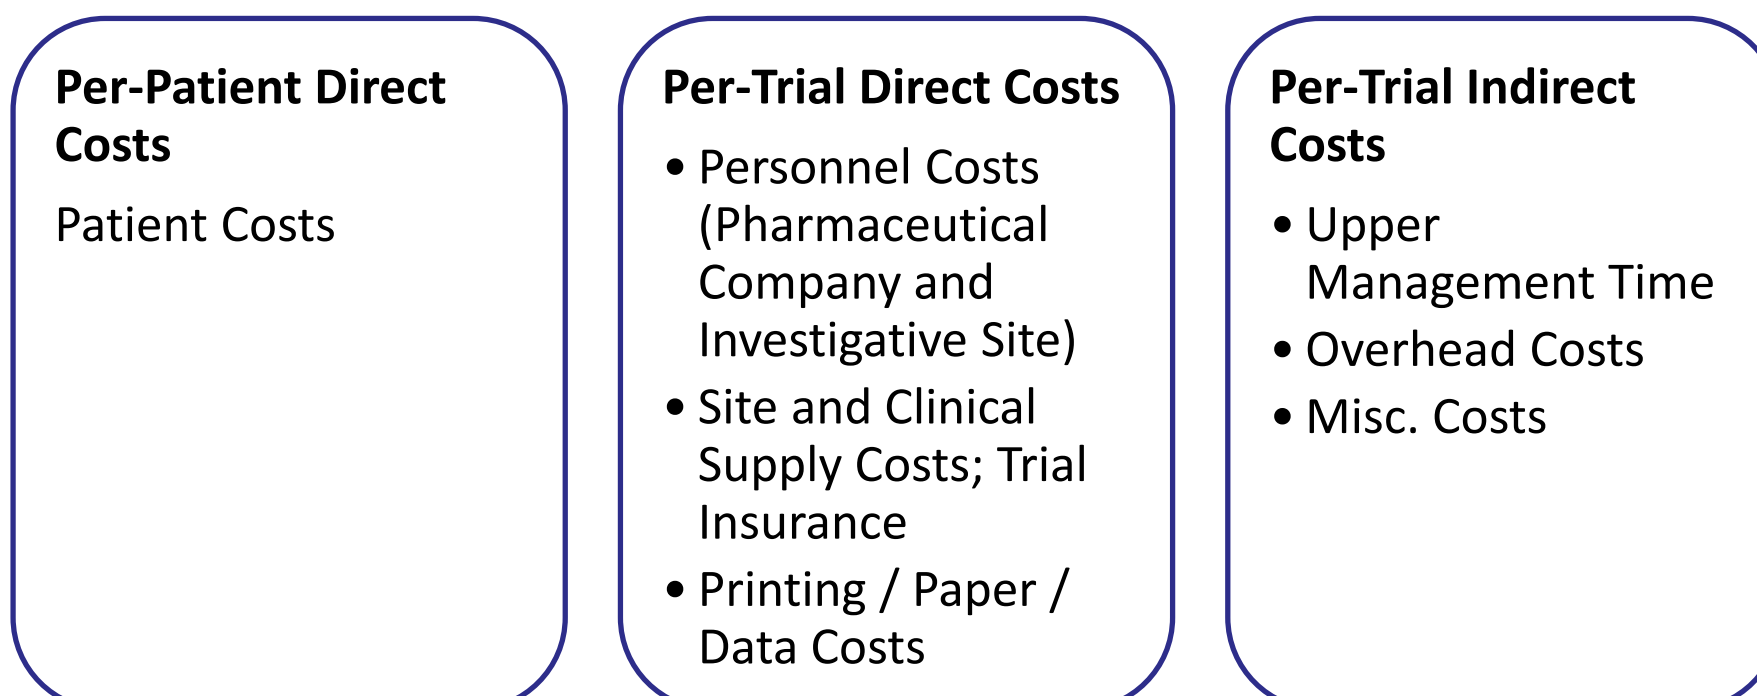 Per-Patient Direct
Costs
Patient Costs
Per-Trial Direct Costs
• Personnel Costs
(Pharmaceutical
Company and
Investigative Site)
• Site and Clinical
Supply Costs; Trial
Insurance
• Printing / Paper /
Data Costs
Per-Trial Indirect
Costs
• Upper
Management Time
• Overhead Costs
• Misc. Costs